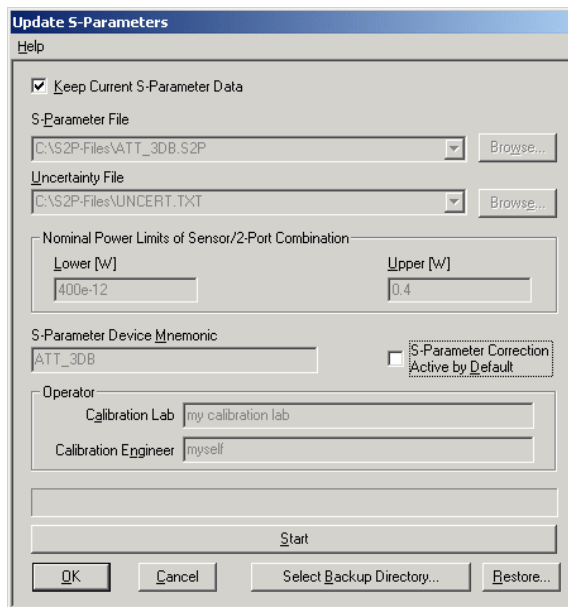 Update S-Parameters
Help
Keep Current S-Parameter Data
S-Parameter File
C:\S2P-Files\ATT_3DB.S2P
Browse...
Uncertainty File
C:\S2P-Files\UNCERT.TXT
Browse...
Nominal Power Limits of Sensor/2-Port Combination
Lower [W]
Upper [W]
400e-12
0.4
S-Parameter Device Mnemonic
ATT_3DB
S-Parameter Correction
Active by Default
Operator
Calibration Lab
my calibration lab
Calibration Engineer
myself
Start
OK
Cancel
Select Backup Directory...
Restore...